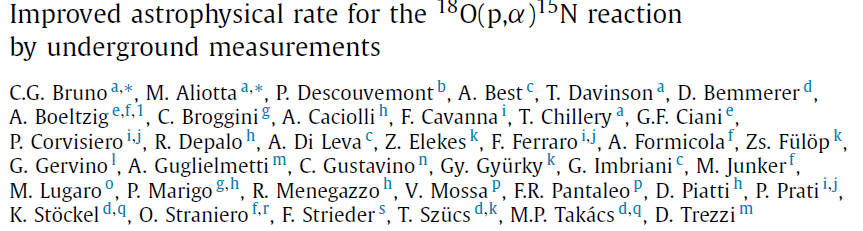 Improved astrophysical rate for the ¹⁸O(p,α)¹⁵N reaction
by underground measurements
C.G. Bruno a,∗, M. Aliotta a,∗, P. Descouvemont b, A. Best c, T. Davinson a, D. Bemmerer d,
A. Boeltzig e,f,1, C. Broggini g, A. Caciolli h, F. Cavanna i, T. Chillery a, G.F. Ciani e,
P. Corvisiero i,j, R. Depalo h, A. Di Leva c, Z. Elekes k, F. Ferraro i,j, A. Formicola f, Zs. Fülöp k,
G. Gervino l, A. Guglielmetti m, C. Gustavino n, Gy. Gyürky k, G. Imbriani c, M. Junker f,
M. Lugaro o, P. Marigo g,h, R. Menegazzo h, V. Mossa p, F.R. Pantaleo p, D. Piatti h, P. Prati i,j,
K. Stöckel d,q, O. Straniero f,r, F. Strieder s, T. Szücs d,k, M.P. Takács d,q, D. Trezzi m